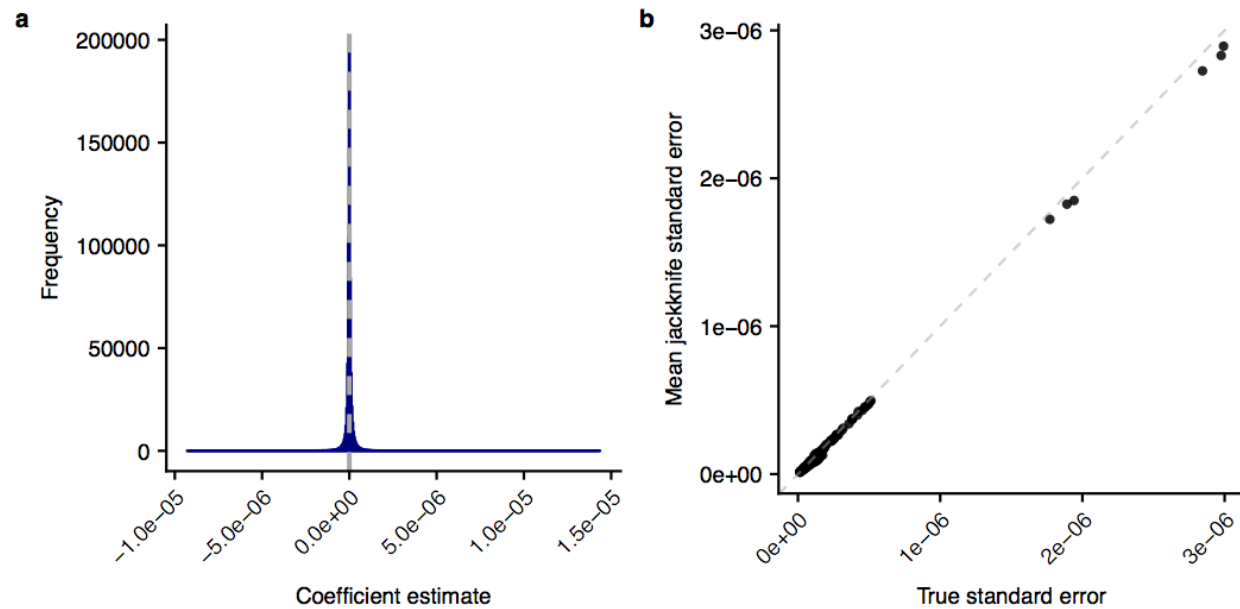 a
200000
150000
100000
50000
0
Frequency
−1.0e−05
−5.0e−06
0.0e+00
5.0e−06
1.0e−05
1.5e−05
Coefficient estimate
b
3e−06
2e−06
1e−06
0e+00
Mean jackknife standard error
0e+00
1e−06
2e−06
3e−06
True standard error